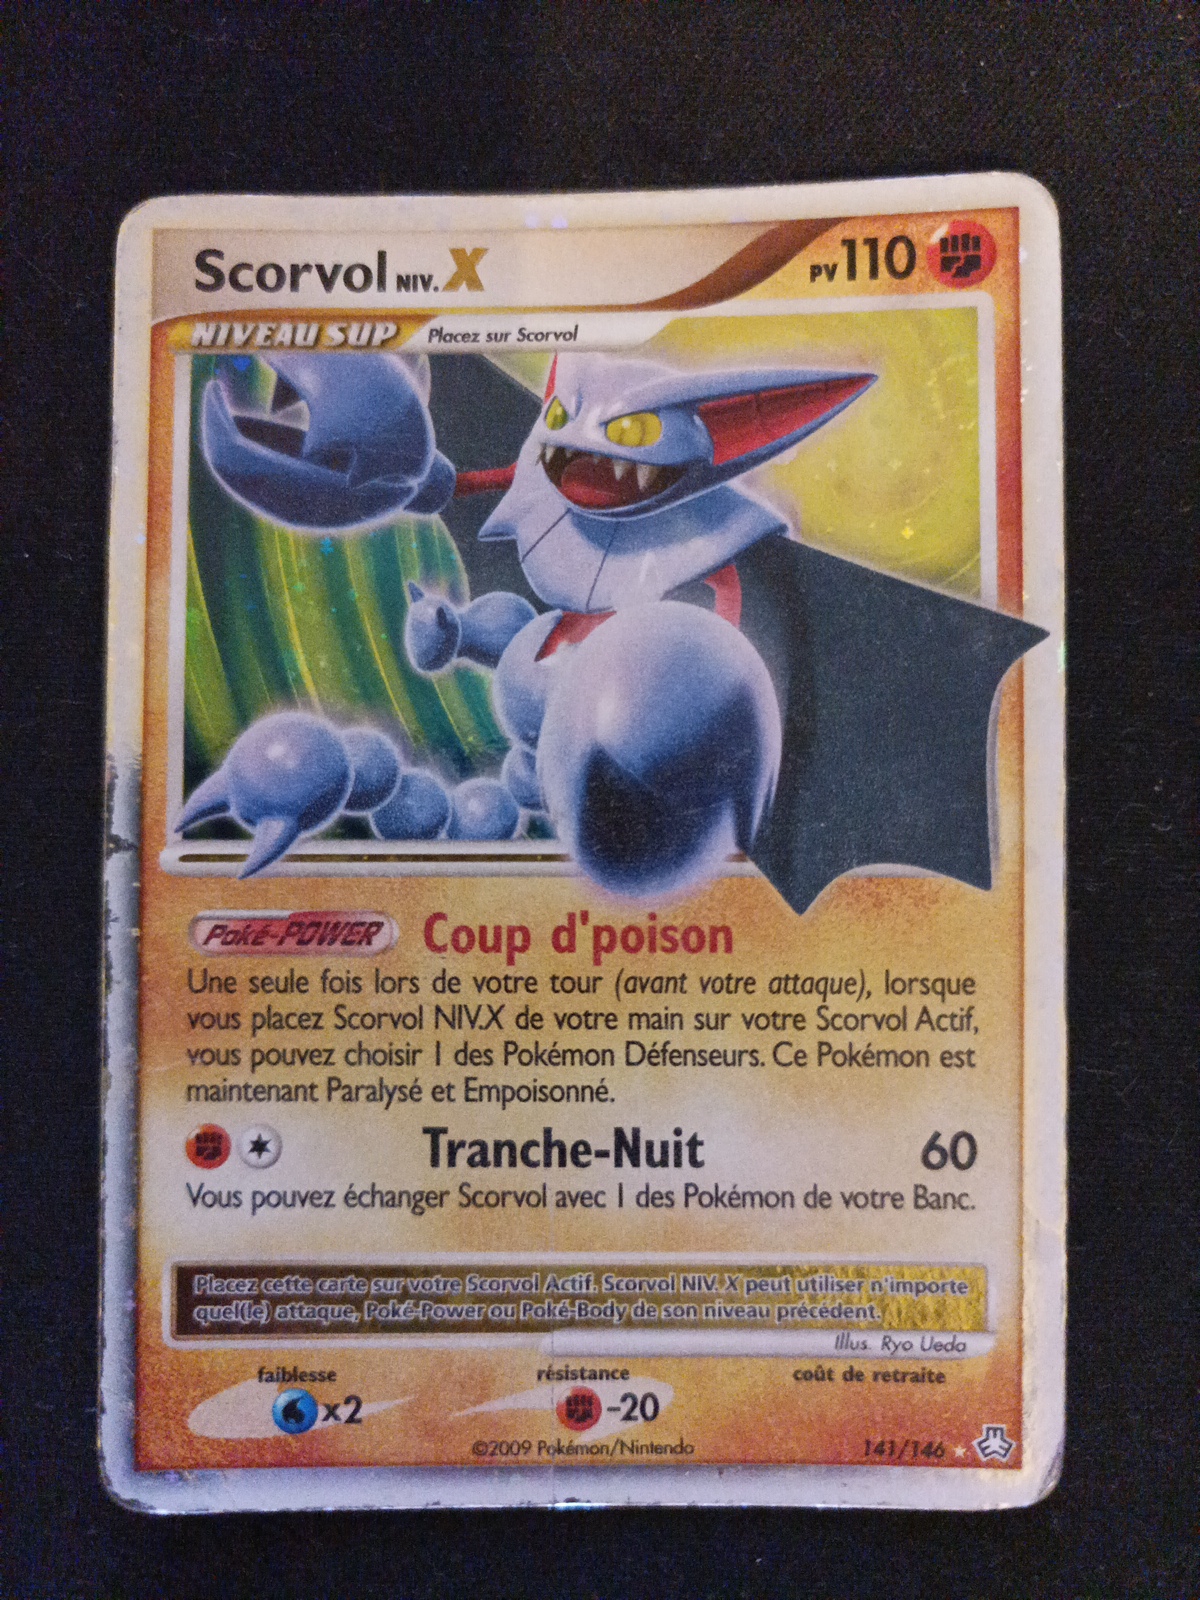 Scorvol NIV. X PV 110
NIVEAU SUP Placez sur Scorvol
Poké-POWER Coup d'poison
Une seule fois lors de votre tour (avant votre attaque), lorsque
vous placez Scorvol NIV.X de votre main sur votre Scorvol Actif,
vous pouvez choisir 1 des Pokémon Défenseurs. Ce Pokémon est
maintenant Paralysé et Empoisonné.
Tranche-Nuit 60
Vous pouvez échanger Scorvol avec 1 des Pokémon de votre Banc.
Placez cette carte sur votre Scorvol Actif. Scorvol NIV. X peut utiliser n'importe
quel(le) attaque, Poké-Power ou Poké-Body de son niveau précédent.
Illus. Ryo Ueda
faiblesse résistance coût de retraite
x2 -20
©2009 Pokémon/Nintendo 141/146